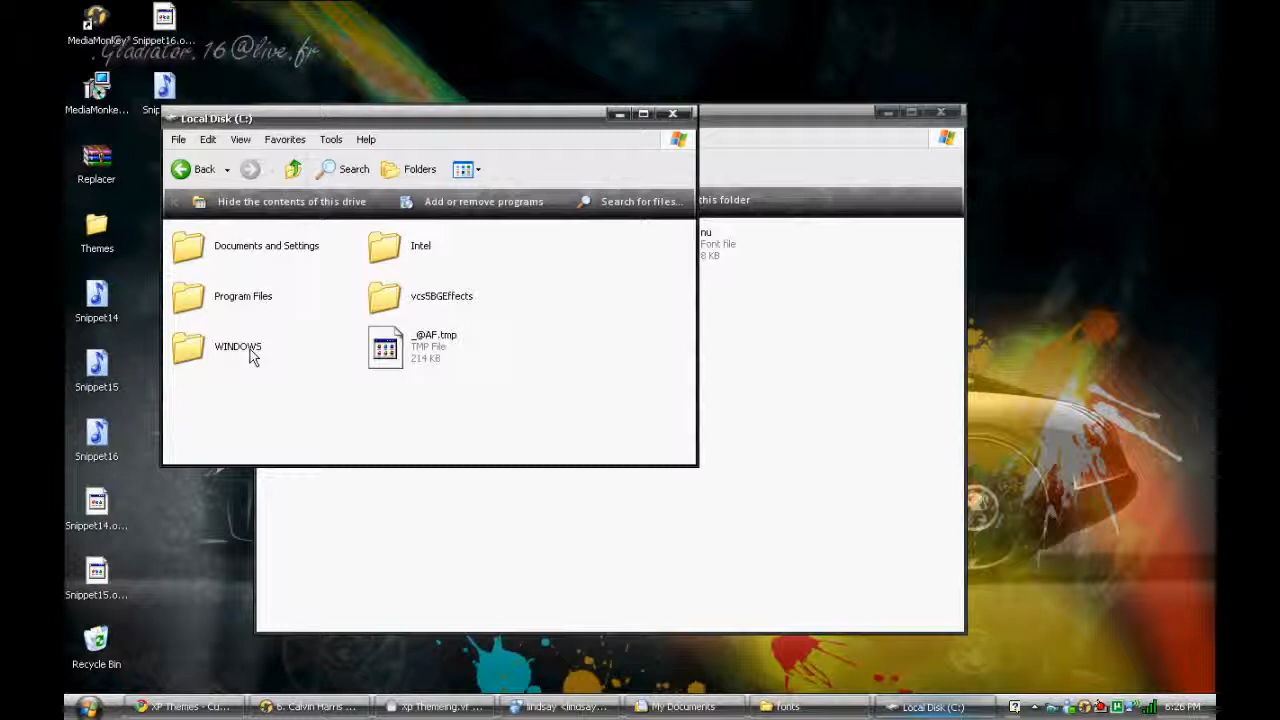 MediaMonkey
Snippet16.o...
.Gladiator.16@live.fr
MediaMonke...
Snip
Replacer
Themes
Snippet14
Snippet15
Snippet16
Snippet14.o...
Snippet15.o...
Recycle Bin
Local Disk (C:)
File Edit View Favorites Tools Help
Back Search Folders
Hide the contents of this drive Add or remove programs Search for files...
this folder
Documents and Settings Intel
Program Files vcs5BGEffects
WINDOWS _@AF.tmp
TMP File
214 KB
nu
Font file
8 KB
XP Themes - Cu... 6. Calvin Harris ... Xp Themeing.vr ... lindsay <lindsay... My Documents fonts Local Disk (C:) 6:26 PM